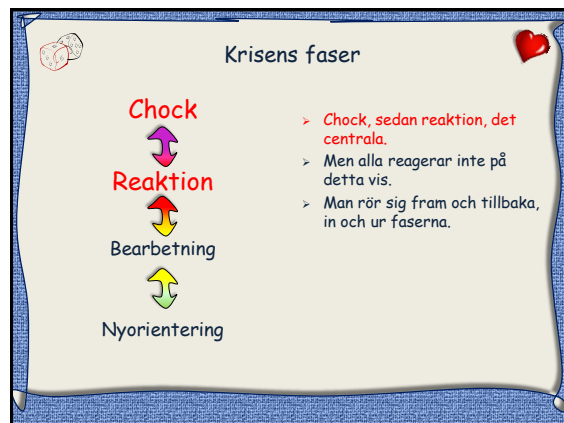 Krisens faser
Chock
Reaktion
Bearbetning
Nyorientering
Chock, sedan reaktion, det
centrala.
Men alla reagerar inte på
detta vis.
Man rör sig fram och tillbaka,
in och ur faserna.